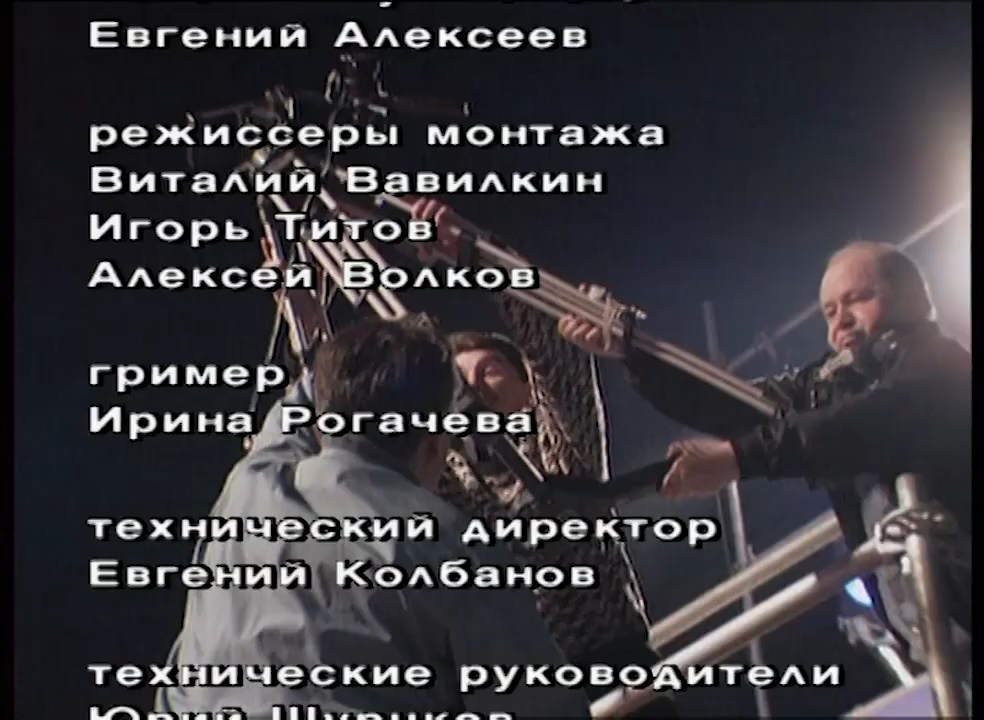 Евгений Алексеев
режиссеры монтажа
Виталий Вавилкин
Игорь Титов
Алексей Волков
гример
Ирина Рогачева
технический директор
Евгений Колбанов
технические руководители
Юрий